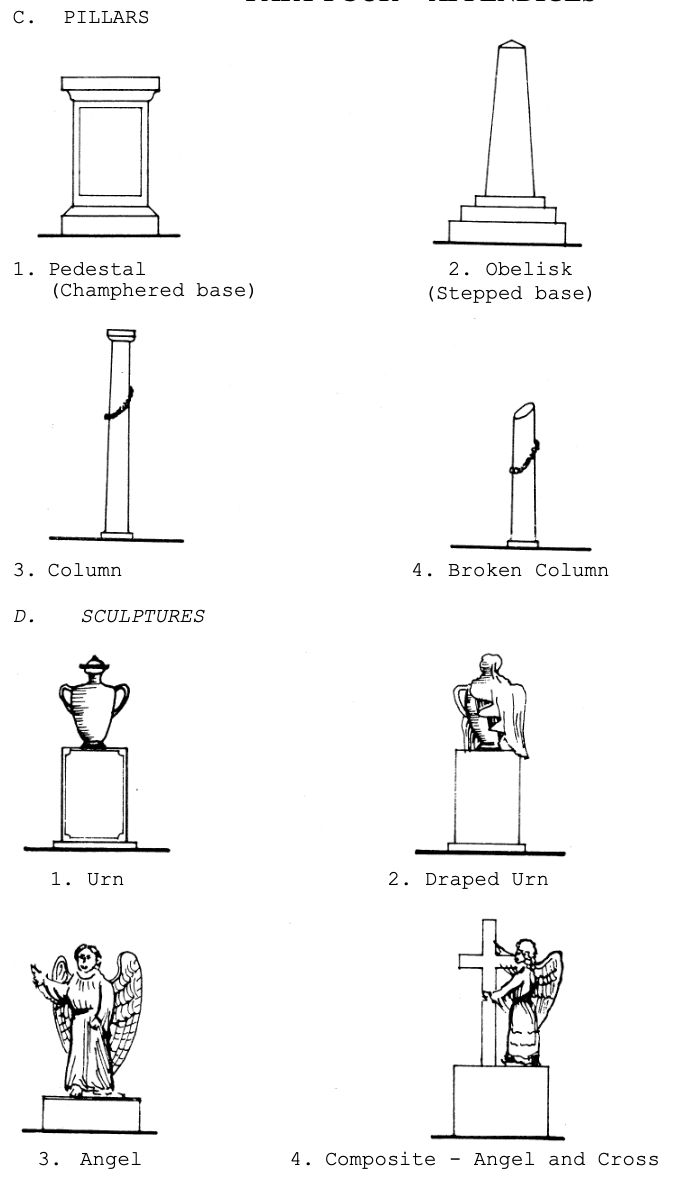 C. PILLARS
1. Pedestal
(Champhered base)
2. Obelisk
(Stepped base)
3. Column
4. Broken Column
D. SCULPTURES
1. Urn
2. Draped Urn
3. Angel
4. Composite - Angel and Cross